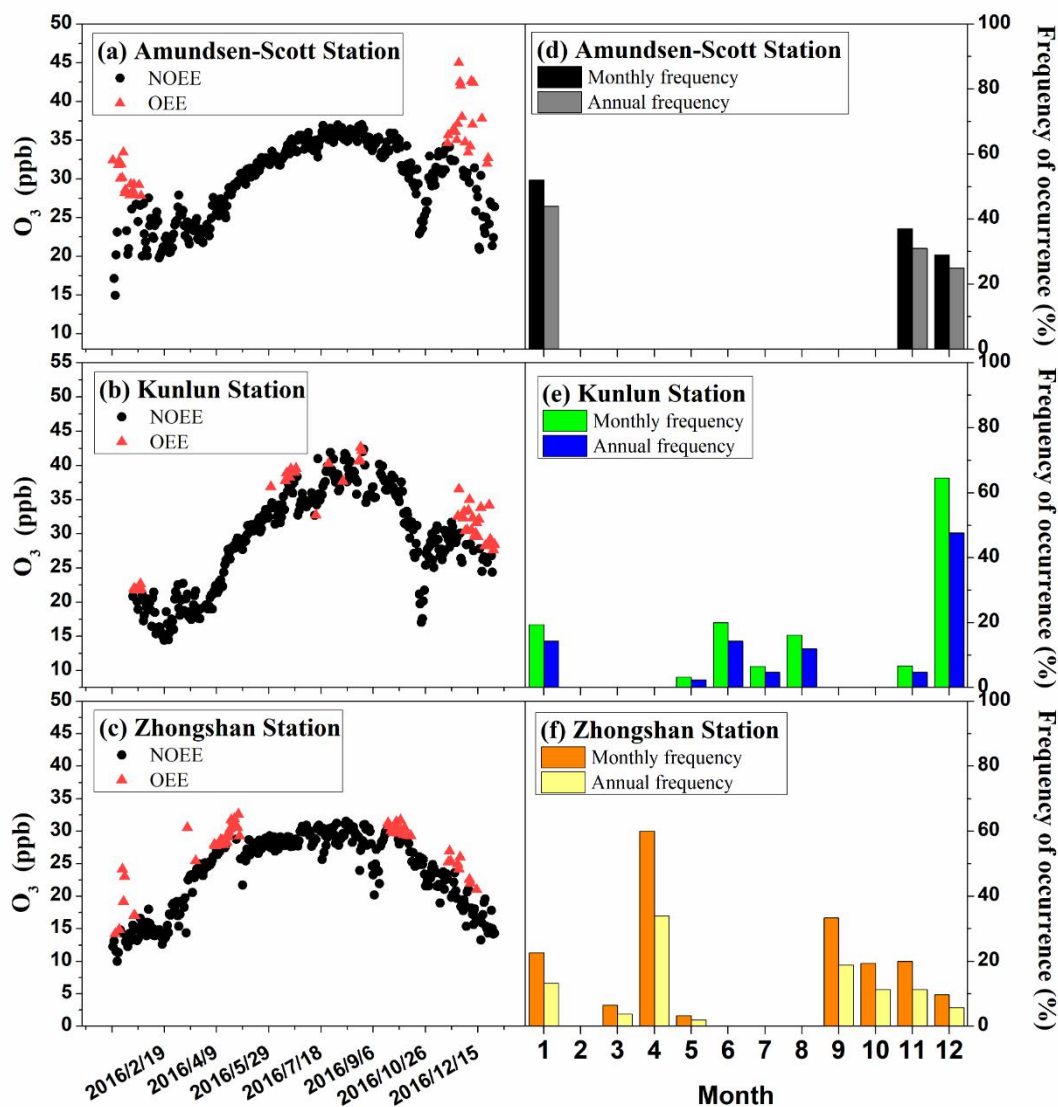 (a) Amundsen-Scott Station
NOEE
OEE
O3 (ppb)
50
45
40
35
30
25
20
15
10
(d) Amundsen-Scott Station
Monthly frequency
Annual frequency
100
80
60
40
20
0
Frequency of occurrence (%)
(b) Kunlun Station
NOEE
OEE
O3 (ppb)
55
50
45
40
35
30
25
20
15
10
(e) Kunlun Station
Monthly frequency
Annual frequency
100
80
60
40
20
0
Frequency of occurrence (%)
(c) Zhongshan Station
NOEE
OEE
O3 (ppb)
50
45
40
35
30
25
20
15
10
5
0
2016/2/19
2016/4/9
2016/5/29
2016/7/18
2016/9/6
2016/10/26
2016/12/15
(f) Zhongshan Station
Monthly frequency
Annual frequency
100
80
60
40
20
0
Frequency of occurrence (%)
1 2 3 4 5 6 7 8 9 10 11 12
Month